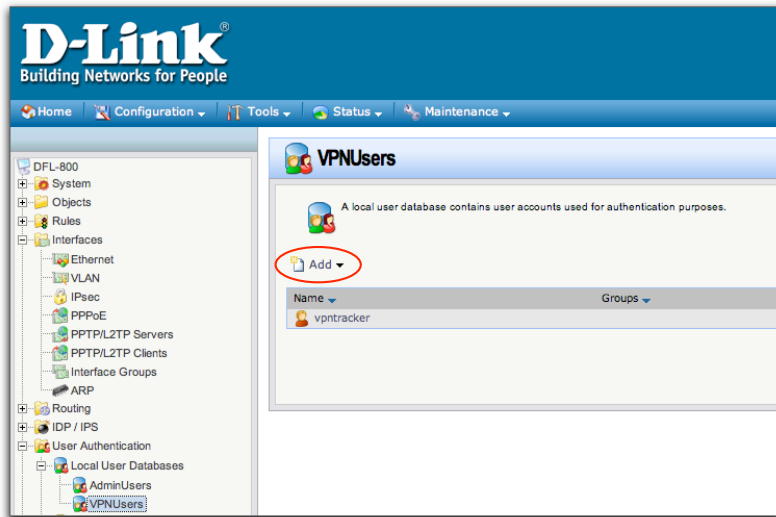 D-Link®
Building Networks for People
Home Configuration Tools Status Maintenance
DFL-800
System
Objects
Rules
Interfaces
Ethernet
VLAN
IPsec
PPPoE
PPTP/L2TP Servers
PPTP/L2TP Clients
Interface Groups
ARP
Routing
IDP / IPS
User Authentication
Local User Databases
AdminUsers
VPNUsers
VPNUsers
A local user database contains user accounts used for authentication purposes.
Add
Name Groups
vpntracker